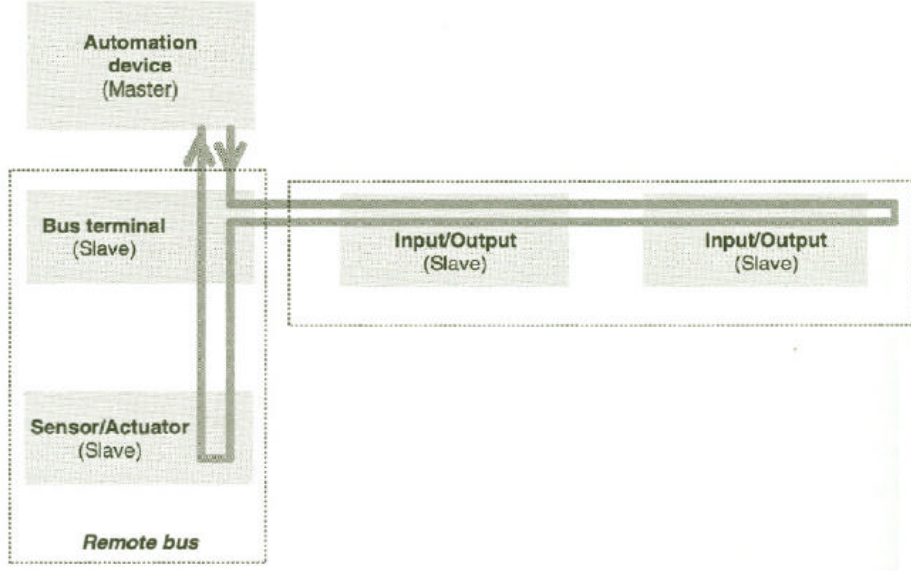 Automation
device
(Master)
Bus terminal
(Slave)
Input/Output
(Slave)
Input/Output
(Slave)
Sensor/Actuator
(Slave)
Remote bus